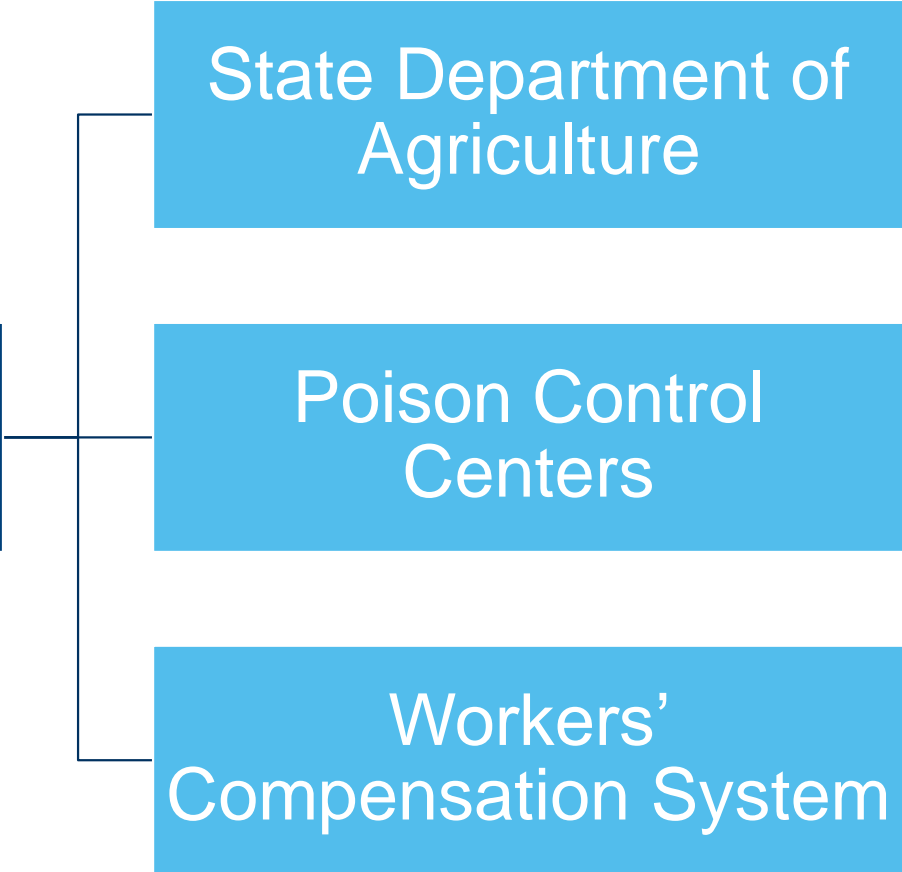 State Department of
Agriculture
Poison Control
Centers
Workers’
Compensation System